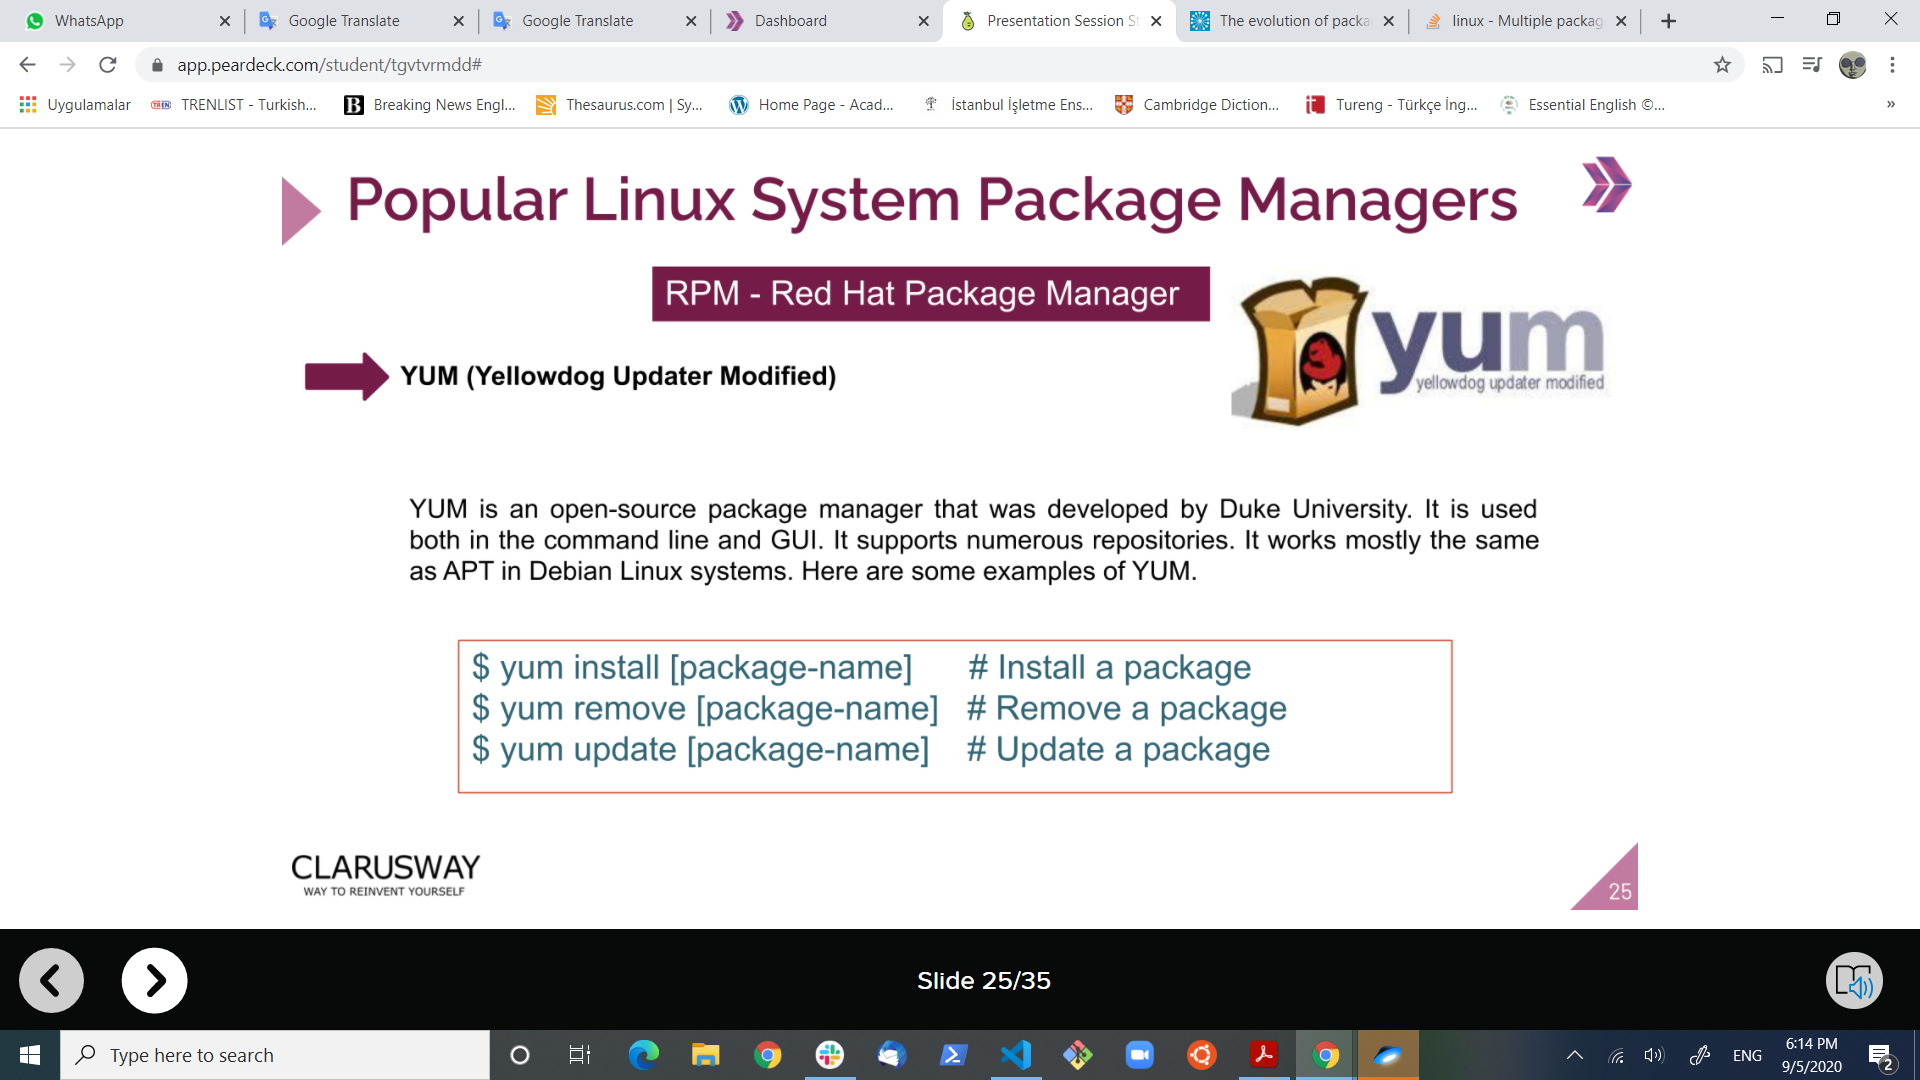 WhatsApp
Google Translate
Google Translate
Dashboard
Presentation Session St
The evolution of packa
linux - Multiple packag
app.peardeck.com/student/tgvtvrmdd#
Uygulamalar
TREN
TRENLIST - Turkish...
B
Breaking News Engl...
Thesaurus.com | Sy...
Home Page - Acad...
İstanbul İşletme Ens...
Cambridge Diction...
Tureng - Türkçe İng...
Essential English ©...
»
Popular Linux System Package Managers
RPM - Red Hat Package Manager
yum
yellowdog updater modified
YUM (Yellowdog Updater Modified)
YUM is an open-source package manager that was developed by Duke University. It is used
both in the command line and GUI. It supports numerous repositories. It works mostly the same
as APT in Debian Linux systems. Here are some examples of YUM.
$ yum install [package-name] # Install a package
$ yum remove [package-name] # Remove a package
$ yum update [package-name] # Update a package
CLARUSWAY
WAY TO REINVENT YOURSELF
25
Slide 25/35
Type here to search
ENG
6:14 PM
9/5/2020
2